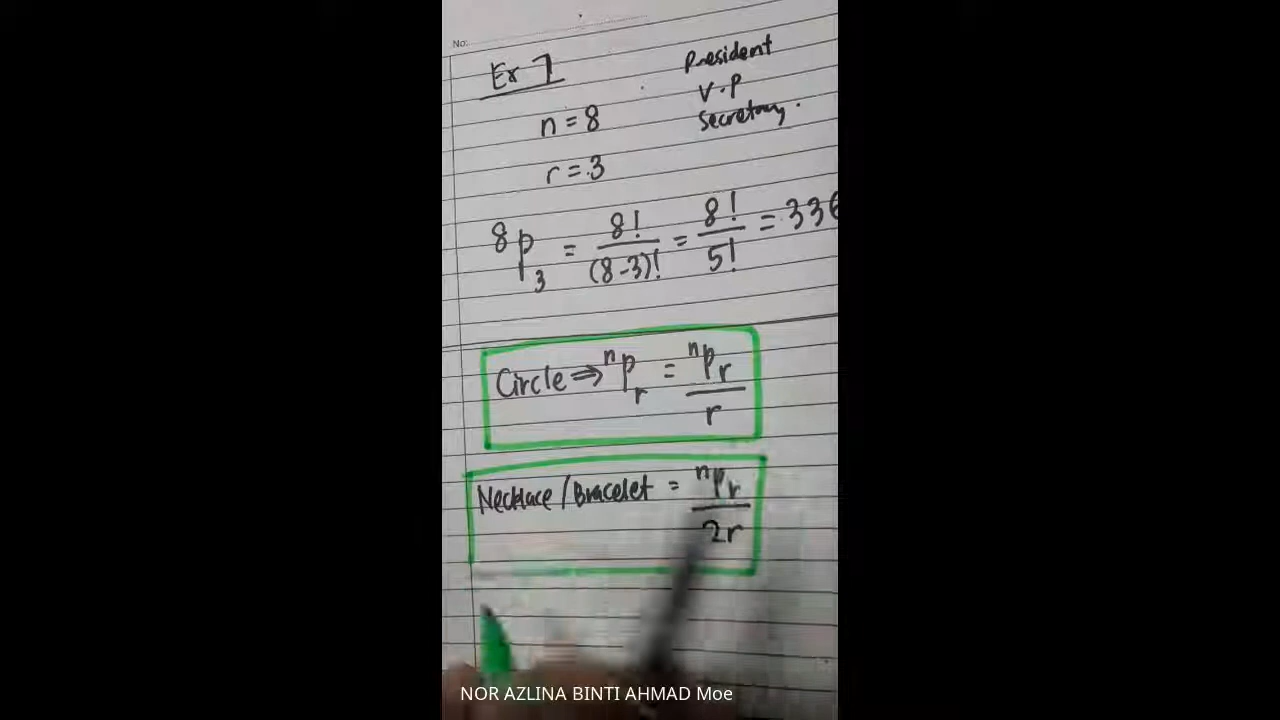 No:
Ex 7
President
V.P
Secretary.
n = 8
r = 3
8P3 = 8!/(8-3)! = 8!/5! = 336
Circle ⇒ nPr = nPr/r
Necklace/Bracelet = nPr/2r
NOR AZLINA BINTI AHMAD Moe